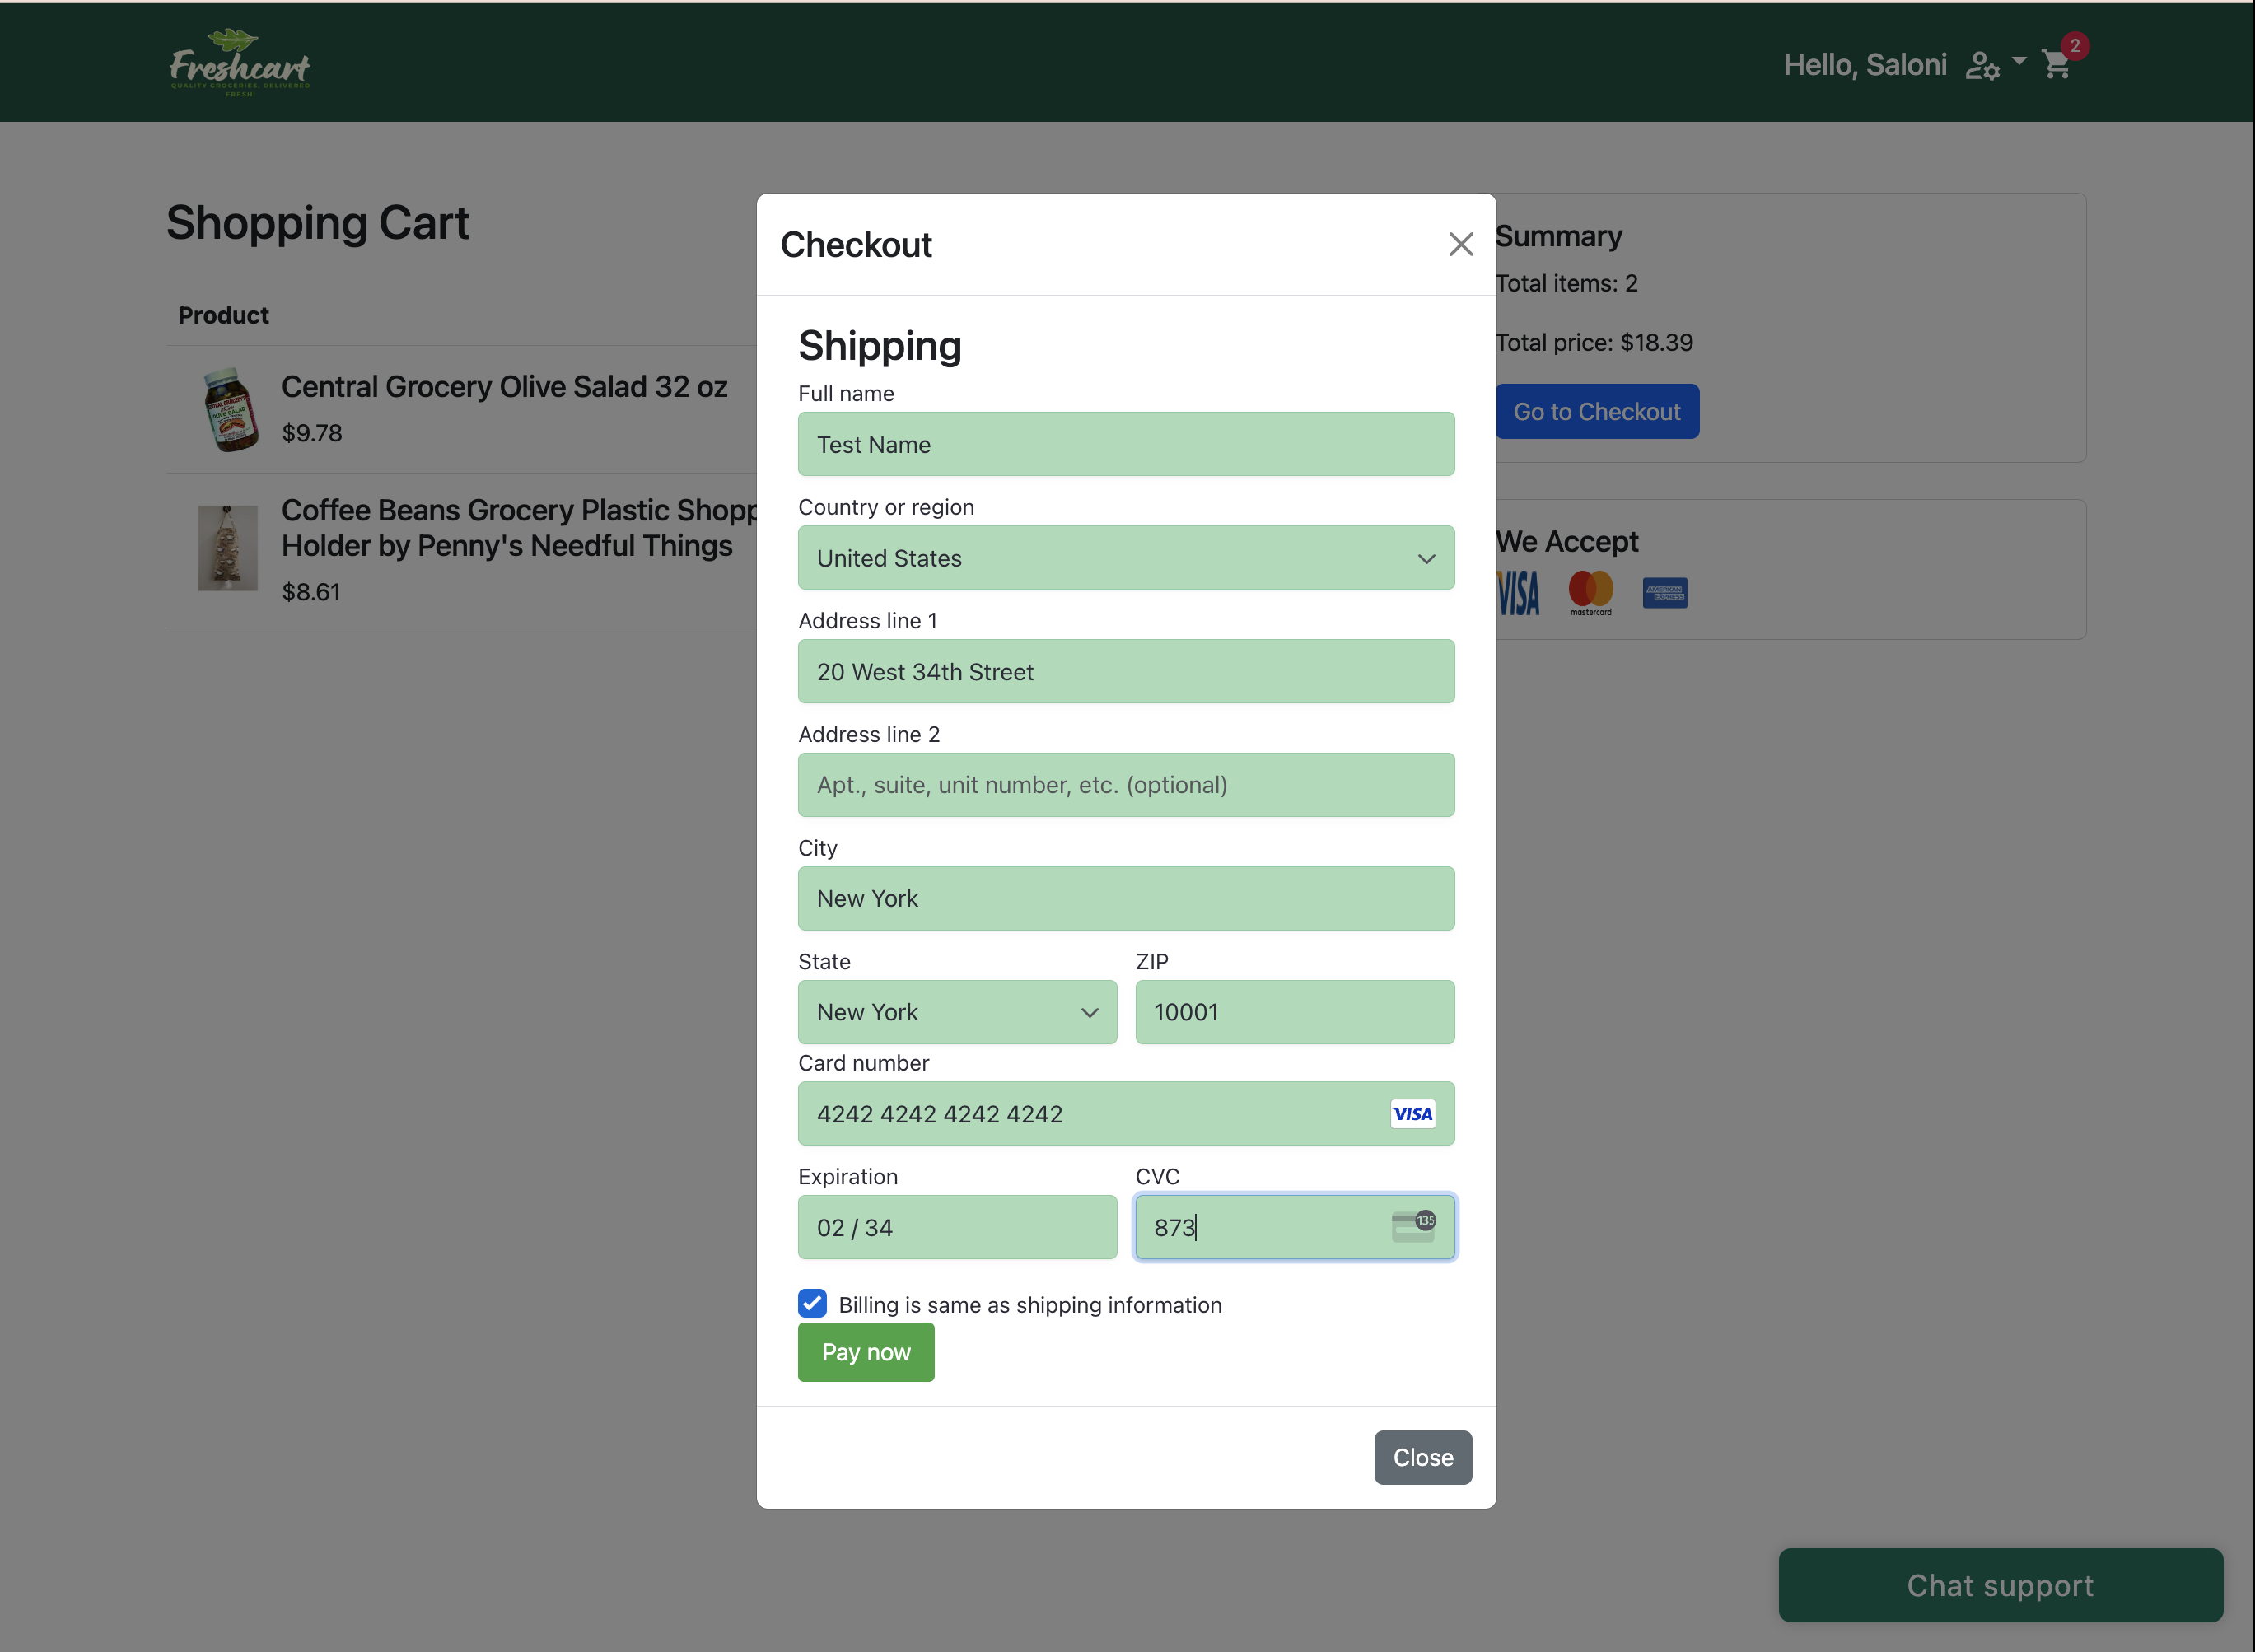 Freshcart
QUALITY GROCERIES, DELIVERED
FRESH!
Hello, Saloni
2
Shopping Cart
Product
Central Grocery Olive Salad 32 oz
$9.78
Coffee Beans Grocery Plastic Shopp
Holder by Penny's Needful Things
$8.61
Checkout
Shipping
Full name
Test Name
Country or region
United States
Address line 1
20 West 34th Street
Address line 2
Apt., suite, unit number, etc. (optional)
City
New York
State
ZIP
New York
10001
Card number
4242 4242 4242 4242
VISA
Expiration
CVC
02 / 34
873
135
Billing is same as shipping information
Pay now
Close
Summary
Total items: 2
Total price: $18.39
Go to Checkout
We Accept
VISA
mastercard
AMERICAN
EXPRESS
Chat support